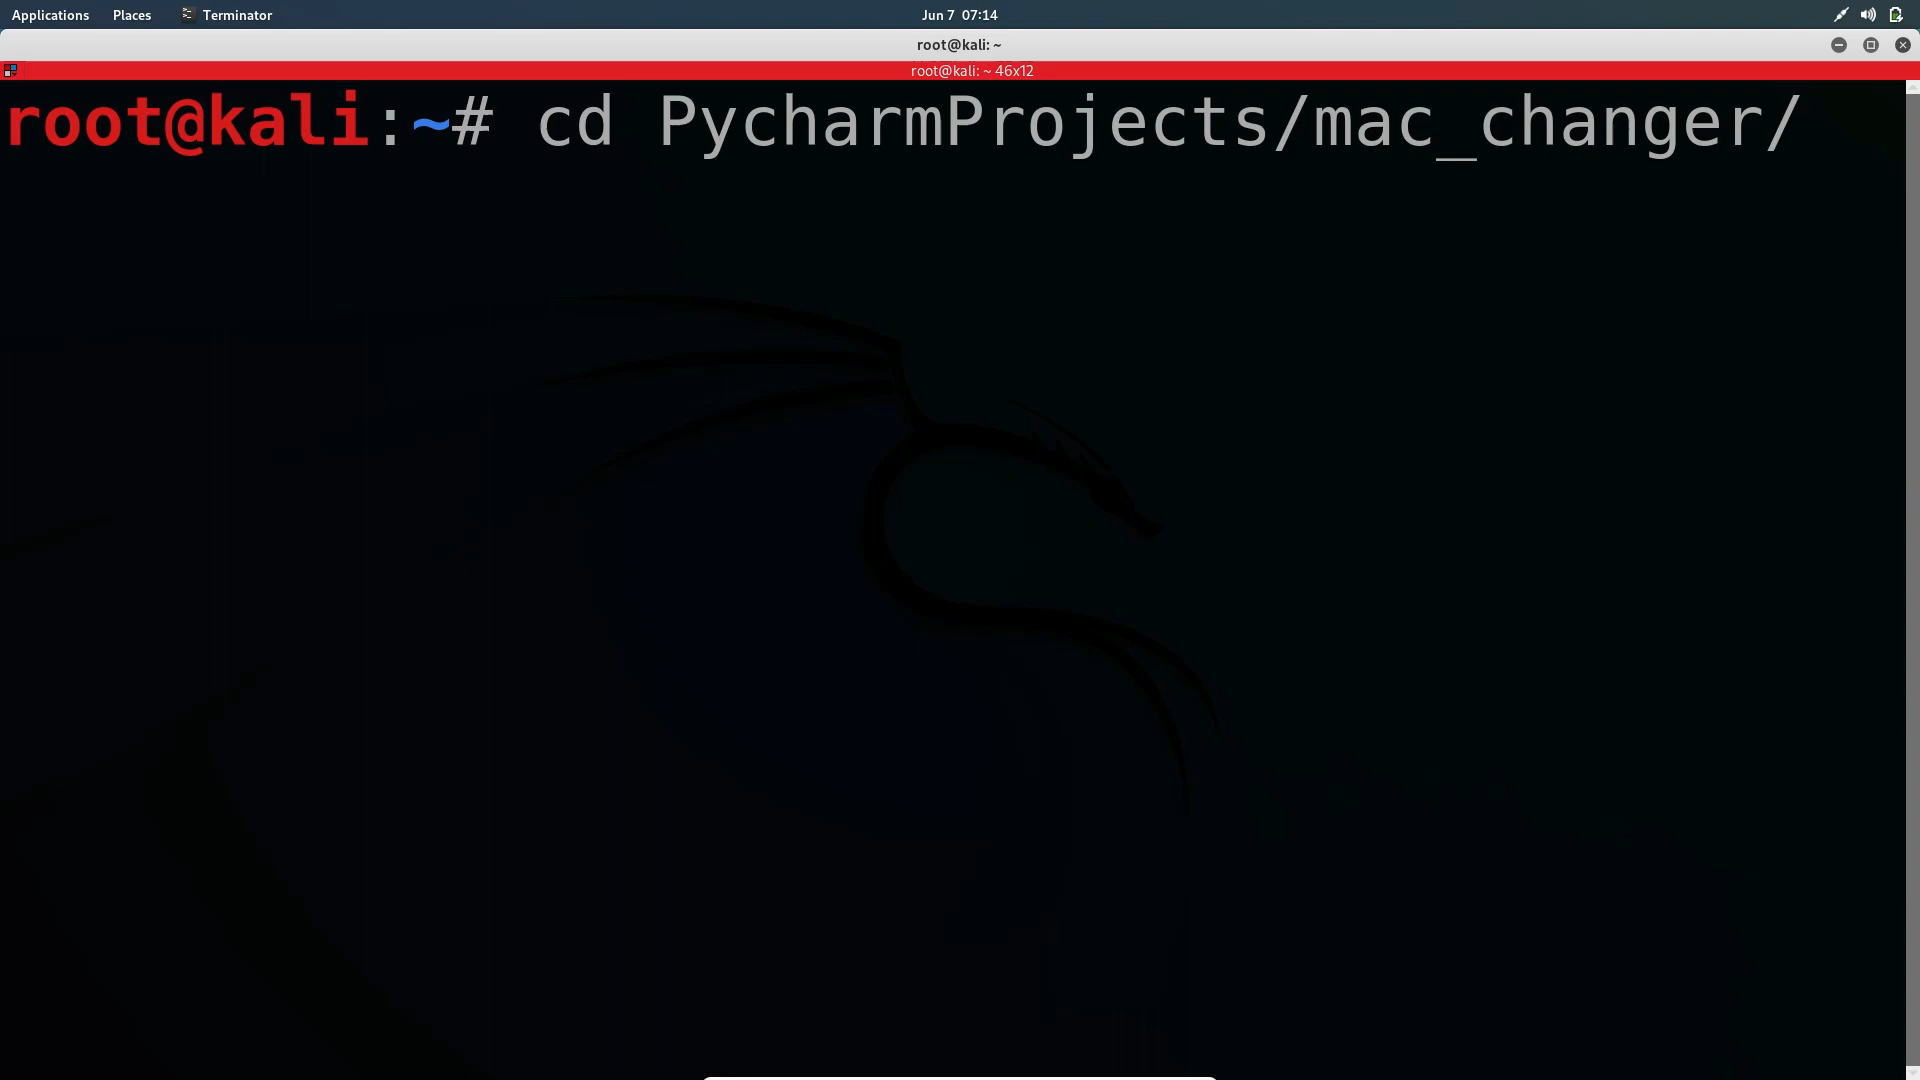 Applications Places Terminator Jun 7 07:14
root@kali: ~
root@kali: ~ 46x12
root@kali:~# cd PycharmProjects/mac_changer/